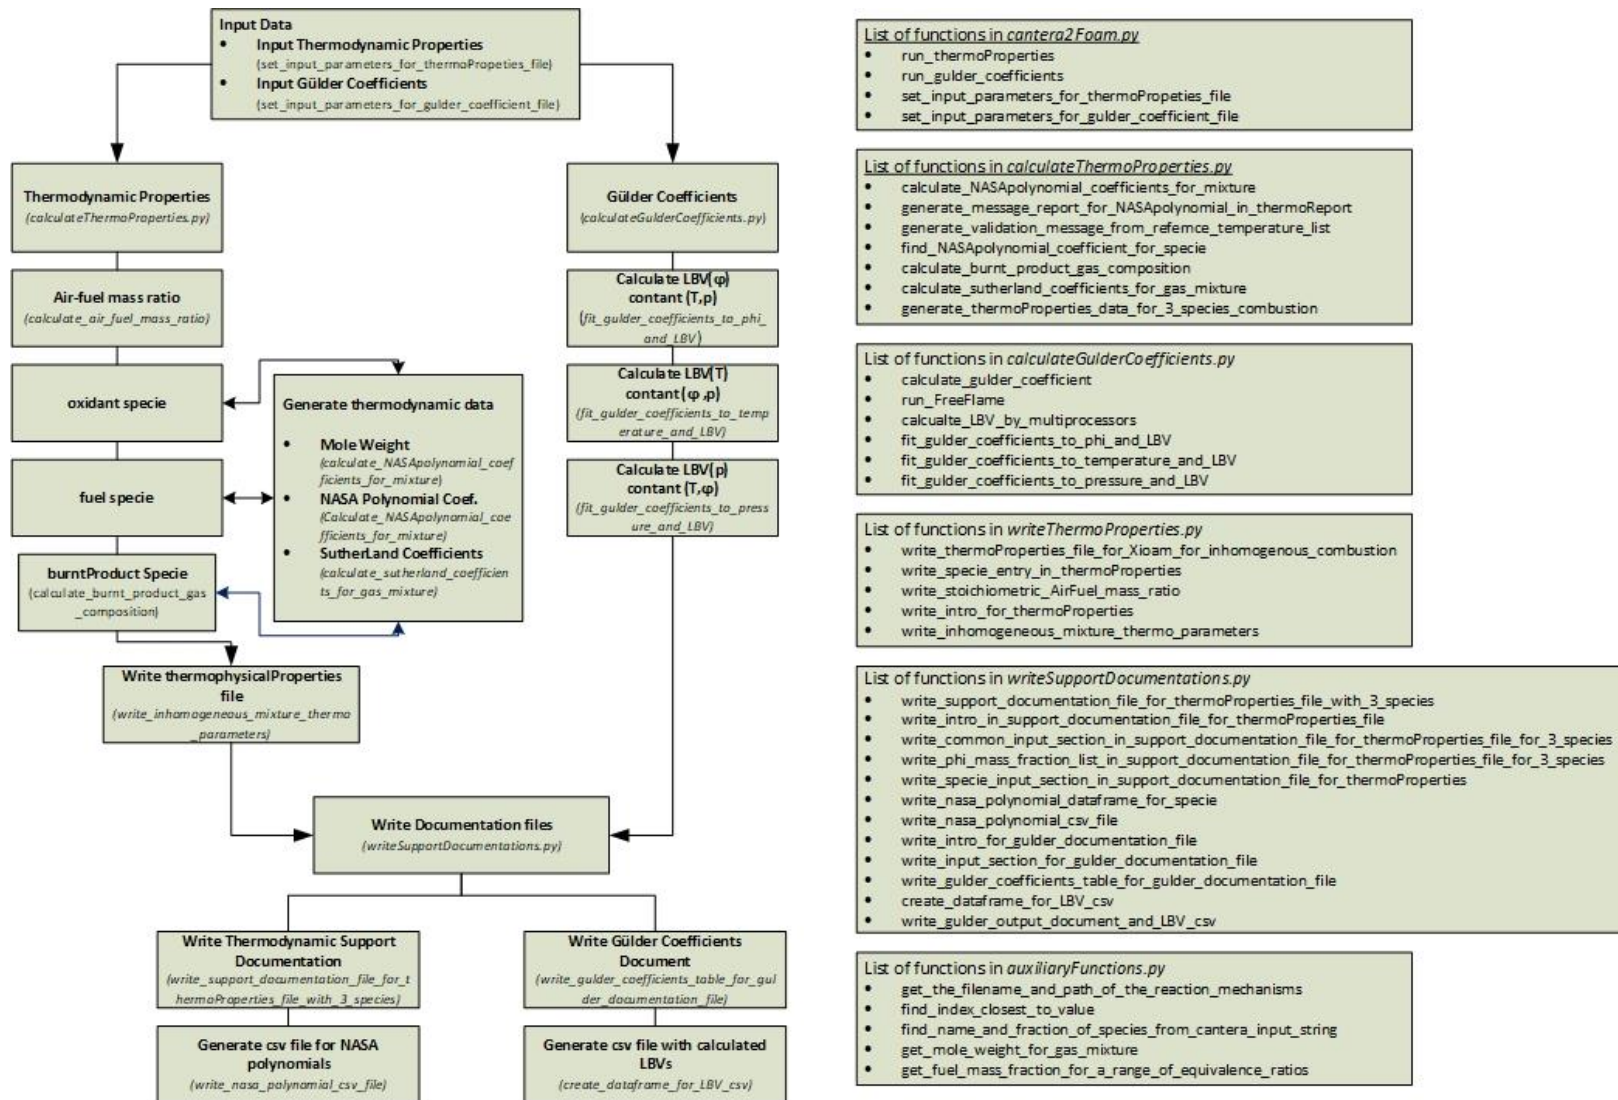 Input Data
• Input Thermodynamic Properties
(set_input_parameters_for_thermoPropeties_file)
• Input Gülder Coefficients
(set_input_parameters_for_gulder_coefficient_file)
Thermodynamic Properties
(calculateThermoProperties.py)
Air-fuel mass ratio
(calculate_air_fuel_mass_ratio)
oxidant specie
fuel specie
burntProduct Specie
(calculate_burnt_product_gas
_composition)
Generate thermodynamic data
• Mole Weight
(calculate_NASApolynomial_coef
ficients_for_mixture)
• NASA Polynomial Coef.
(Calculate_NASApolynomial_coe
fficients_for_mixture)
• SutherLand Coefficients
(calculate_sutherland_coefficien
ts_for_gas_mixture)
Write thermophysicalProperties
file
(write_inhomogeneous_mixture_thermo
_parameters)
Gülder Coefficients
(calculateGulderCoefficients.py)
Calculate LBV(φ)
contant (T,p)
(fit_gulder_coefficients_to_phi_
and_LBV)
Calculate LBV(T)
contant (φ ,p)
(fit_gulder_coefficients_to_temp
erature_and_LBV)
Calculate LBV(p)
contant (T,φ)
(fit_gulder_coefficients_to_press
ure_and_LBV)
Write Documentation files
(writeSupportDocumentations.py)
Write Thermodynamic Support
Documentation
(write_support_documentation_file_for_t
hermoProperties_file_with_3_species)
Generate csv file for NASA
polynomials
(write_nasa_polynomial_csv_file)
Write Gülder Coefficients
Document
(write_gulder_coefficients_table_for_gul
der_documentation_file)
Generate csv file with calculated
LBVs
(create_dataframe_for_LBV_csv)
List of functions in cantera2Foam.py
• run_thermoProperties
• run_gulder_coefficients
• set_input_parameters_for_thermoPropeties_file
• set_input_parameters_for_gulder_coefficient_file
List of functions in calculateThermoProperties.py
• calculate_NASApolynomial_coefficients_for_mixture
• generate_message_report_for_NASApolynomial_in_thermoReport
• generate_validation_message_from_refemce_temperature_list
• find_NASApolynomial_coefficient_for_specie
• calculate_burnt_product_gas_composition
• calculate_sutherland_coefficients_for_gas_mixture
• generate_thermoProperties_data_for_3_species_combustion
List of functions in calculateGulderCoefficients.py
• calculate_gulder_coefficient
• run_FreeFlame
• calcualte_LBV_by_multiprocessors
• fit_gulder_coefficients_to_phi_and_LBV
• fit_gulder_coefficients_to_temperature_and_LBV
• fit_gulder_coefficients_to_pressure_and_LBV
List of functions in writeThermoProperties.py
• write_thermoProperties_file_for_Xioam_for_inhomogenous_combustion
• write_specie_entry_in_thermoProperties
• write_stoichiometric_AirFuel_mass_ratio
• write_intro_for_thermoProperties
• write_inhomogeneous_mixture_thermo_parameters
List of functions in writeSupportDocumentations.py
• write_support_documentation_file_for_thermoProperties_file_with_3_species
• write_intro_in_support_documentation_file_for_thermoProperties_file
• write_common_input_section_in_support_documentation_file_for_thermoProperties_file_for_3_species
• write_phi_mass_fraction_list_in_support_documentation_file_for_thermoProperties_file_for_3_species
• write_specie_input_section_in_support_documentation_file_for_thermoProperties
• write_nasa_polynomial_dataframe_for_specie
• write_nasa_polynomial_csv_file
• write_intro_for_gulder_documentation_file
• write_input_section_for_gulder_documentation_file
• write_gulder_coefficients_table_for_gulder_documentation_file
• create_dataframe_for_LBV_csv
• write_gulder_output_document_and_LBV_csv
List of functions in auxiliaryFunctions.py
• get_the_filename_and_path_of_the_reaction_mechanisms
• find_index_closest_to_value
• find_name_and_fraction_of_species_from_cantera_input_string
• get_mole_weight_for_gas_mixture
• get_fuel_mass_fraction_for_a_range_of_equivalence_ratios